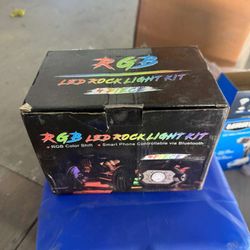 RGB
LED ROCK LIGHT KIT
RGB LED ROCK LIGHT KIT
• RGB Color Shift • Smart Phone Controllable via Bluetooth